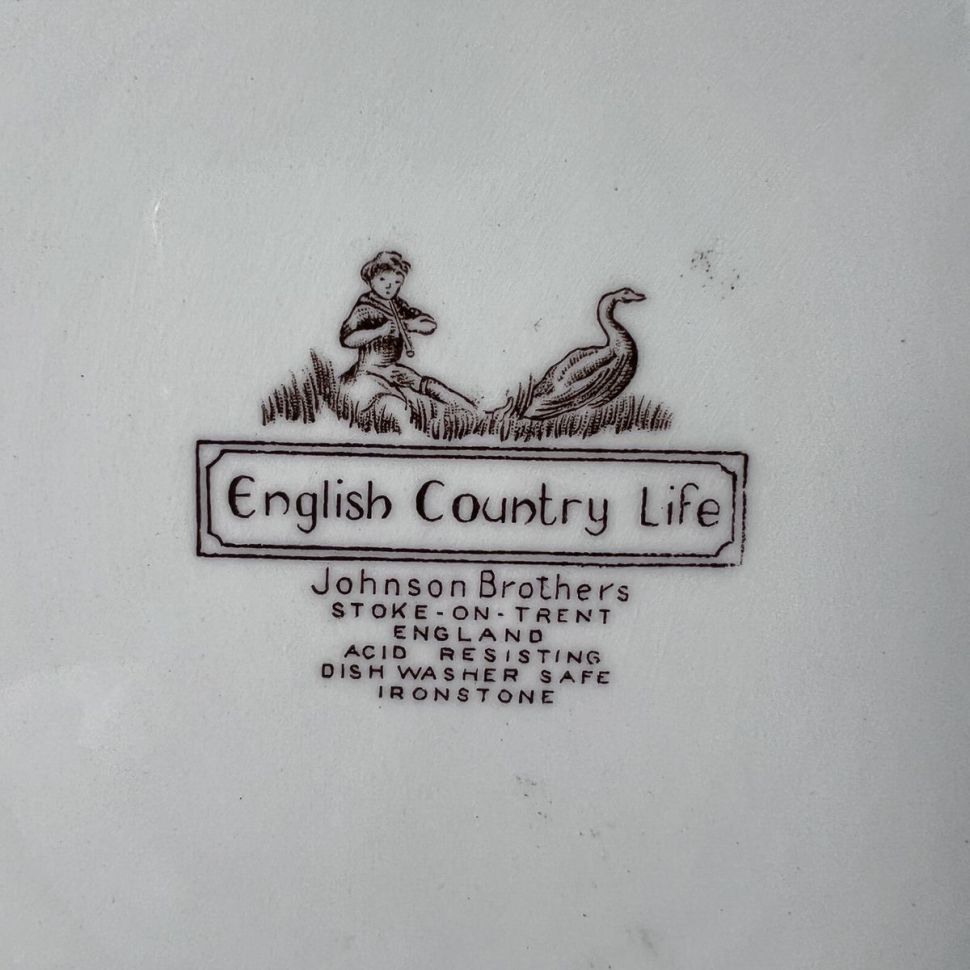 English Country Life
Johnson Brothers
STOKE-ON-TRENT
ENGLAND
ACID RESISTING
DISH WASHER SAFE
IRONSTONE